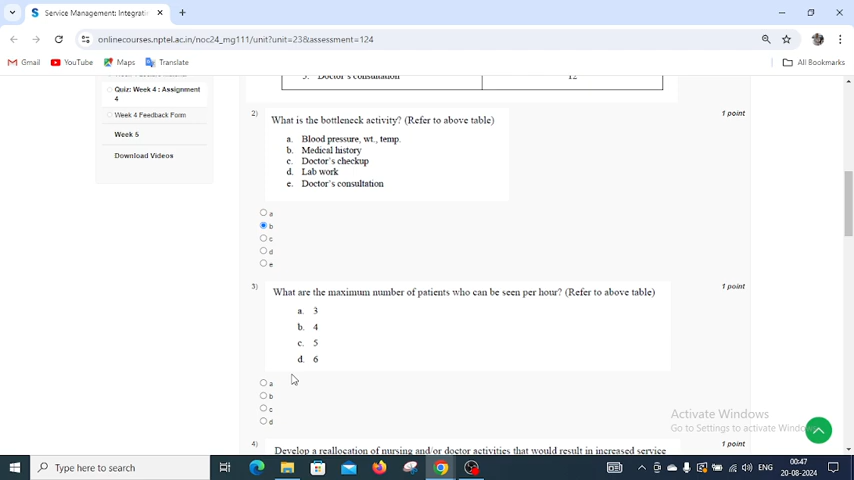 Service Management: Integrati
onlinecourses.nptel.ac.in/noc24_mg111/unit?unit=23&assessment=124
Gmail YouTube Maps Translate All Bookmarks
5. Doctor's consultation 12
Quiz: Week 4 : Assignment
4
Week 4 Feedback Form
Week 5
Download Videos
2) What is the bottleneck activity? (Refer to above table) 1 point
a. Blood pressure, wt., temp.
b. Medical history
c. Doctor's checkup
d. Lab work
e. Doctor's consultation
a
b
c
d
e
3) What are the maximum number of patients who can be seen per hour? (Refer to above table) 1 point
a. 3
b. 4
c. 5
d. 6
a
b
c
d
Activate Windows
Go to Settings to activate Windo
4) Develop a reallocation of nursing and/or doctor activities that would result in increased service 1 point
Type here to search
ENG
00:47
20-08-2024